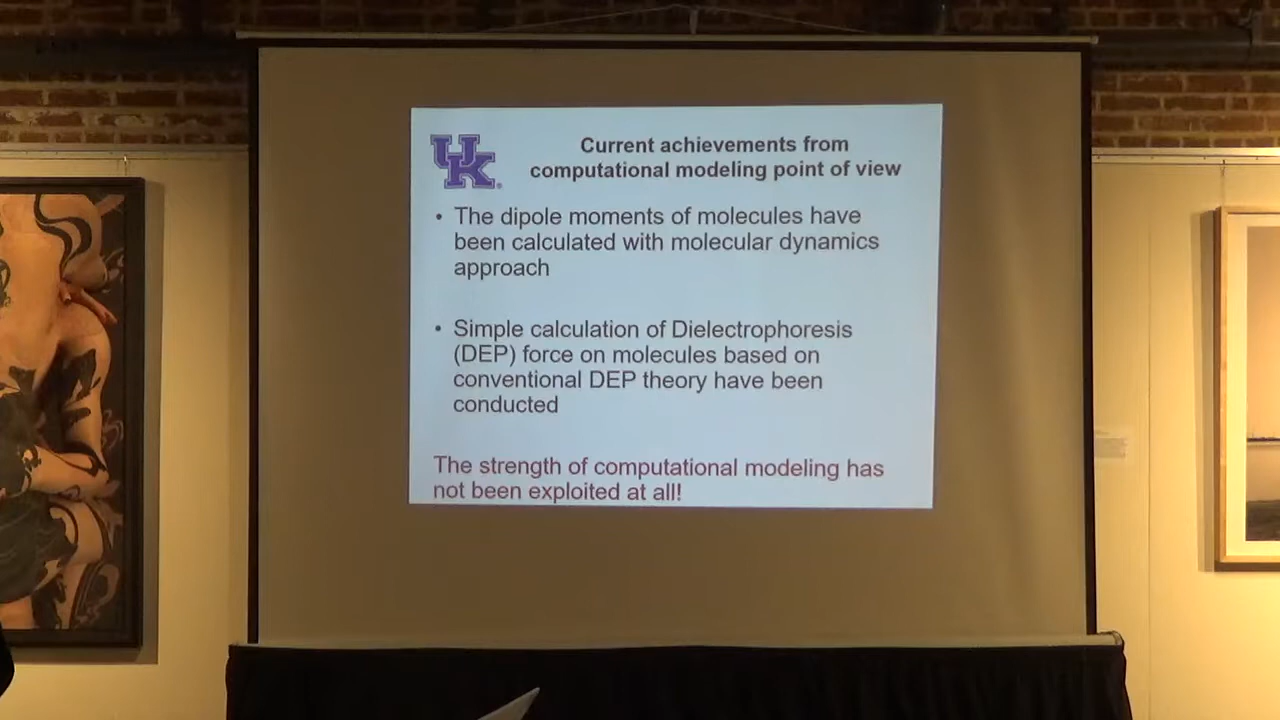 UK
Current achievements from
computational modeling point of view
• The dipole moments of molecules have
been calculated with molecular dynamics
approach
• Simple calculation of Dielectrophoresis
(DEP) force on molecules based on
conventional DEP theory have been
conducted
The strength of computational modeling has
not been exploited at all!